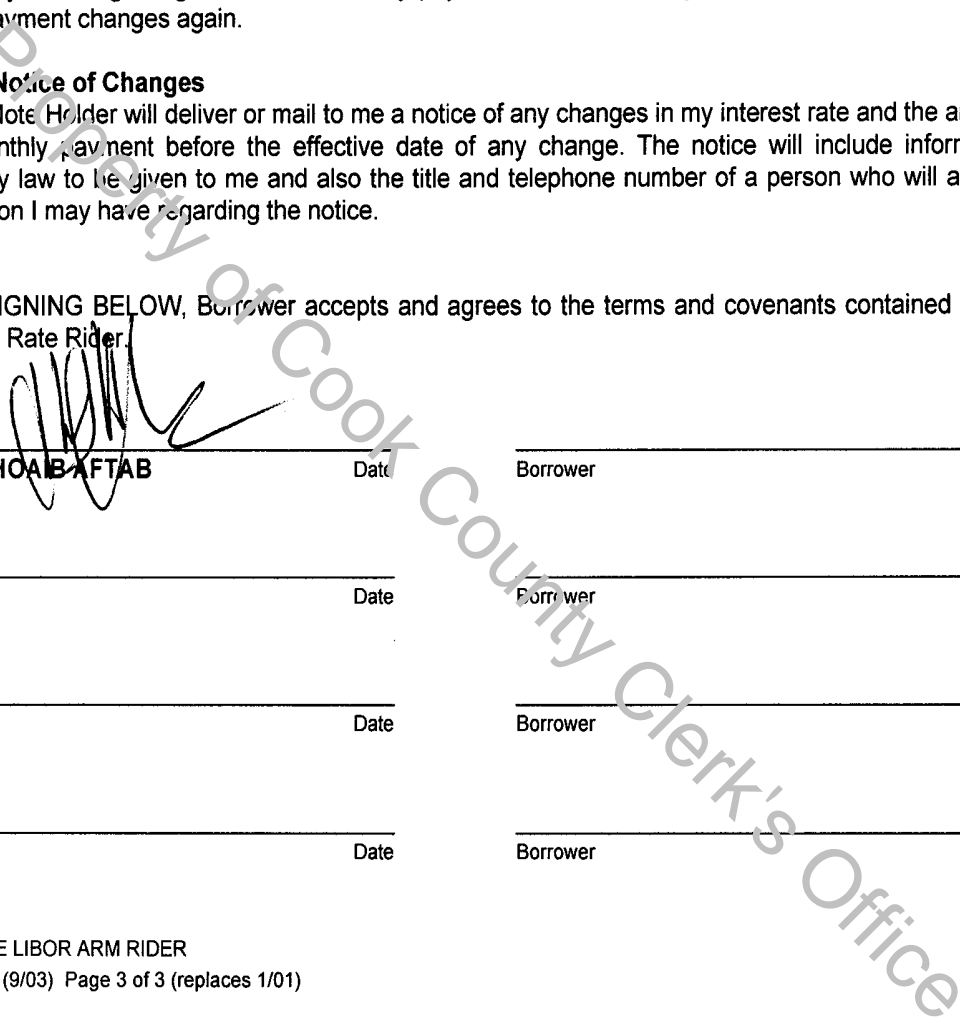 ayment changes again.
Notice of Changes
Note Holder will deliver or mail to me a notice of any changes in my interest rate and the a
nthly payment before the effective date of any change. The notice will include infor
y law to be given to me and also the title and telephone number of a person who will a
on I may have regarding the notice.
IGNING BELOW, Borrower accepts and agrees to the terms and covenants contained
Rate Rider.
HOAIB AFTAB Date Borrower
Date Borrower
Date Borrower
Date Borrower
E LIBOR ARM RIDER
(9/03) Page 3 of 3 (replaces 1/01)
Property of Cook County Clerk's Office